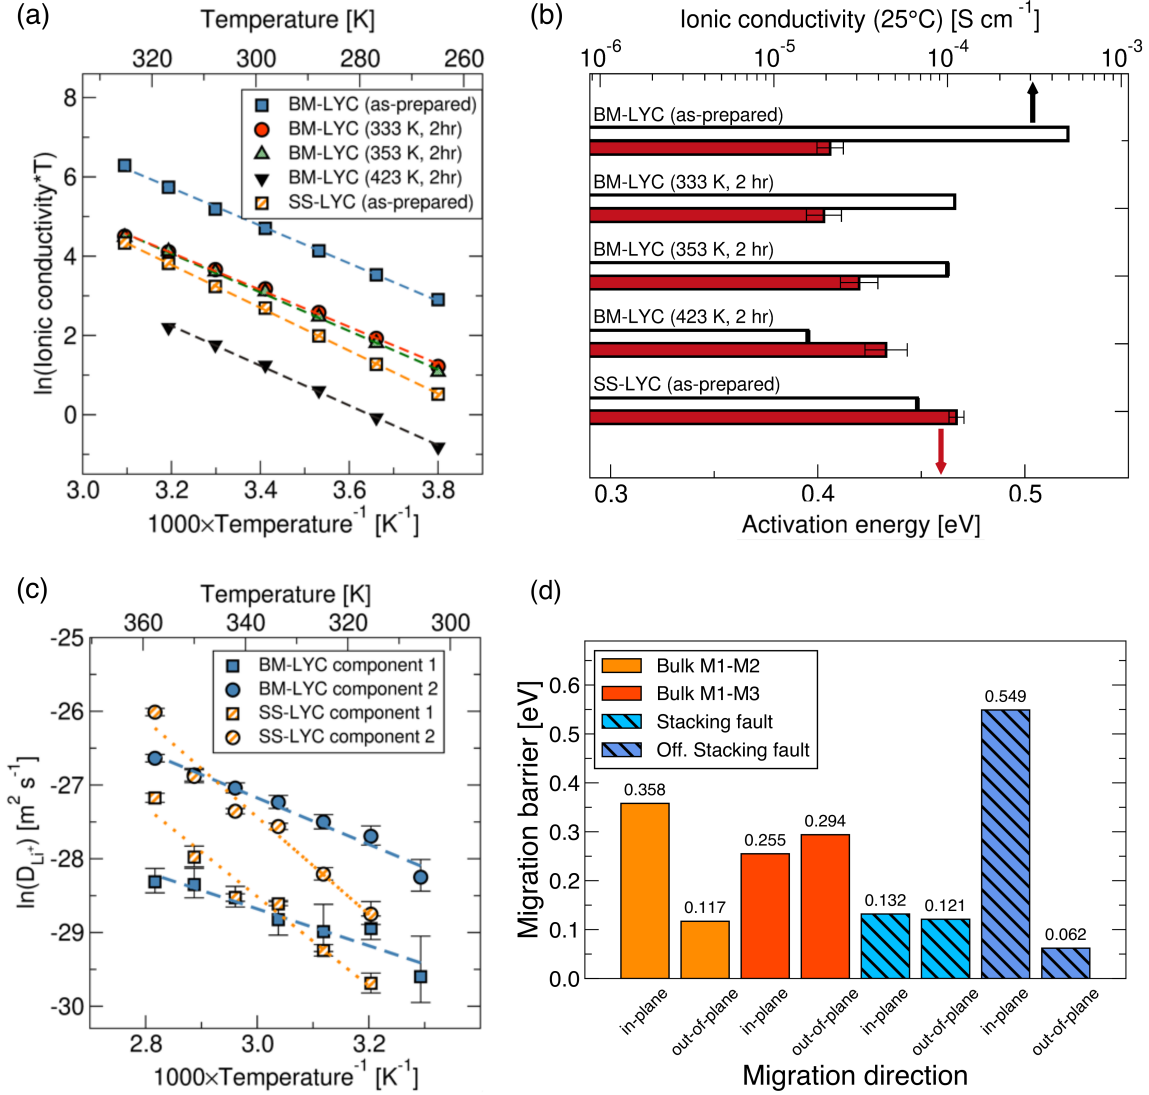 (a)
Temperature [K]
320 300 280 260
8
6
4
2
0
ln(Ionic conductivity*T)
BM-LYC (as-prepared)
BM-LYC (333 K, 2hr)
BM-LYC (353 K, 2hr)
BM-LYC (423 K, 2hr)
SS-LYC (as-prepared)
3.0 3.2 3.4 3.6 3.8
1000×Temperature⁻¹ [K⁻¹]
(b)
Ionic conductivity (25°C) [S cm⁻¹]
10⁻⁶ 10⁻⁵ 10⁻⁴ 10⁻³
BM-LYC (as-prepared)
BM-LYC (333 K, 2 hr)
BM-LYC (353 K, 2 hr)
BM-LYC (423 K, 2 hr)
SS-LYC (as-prepared)
0.3 0.4 0.5
Activation energy [eV]
(c)
Temperature [K]
360 340 320 300
-25
-26
-27
-28
-29
-30
ln(D_Li⁺) [m² s⁻¹]
BM-LYC component 1
BM-LYC component 2
SS-LYC component 1
SS-LYC component 2
2.8 3.0 3.2
1000×Temperature⁻¹ [K⁻¹]
(d)
Migration barrier [eV]
0.6
0.5
0.4
0.3
0.2
0.1
0.0
Bulk M1-M2
Bulk M1-M3
Stacking fault
Off. Stacking fault
0.358 0.117 0.255 0.294 0.132 0.121 0.549 0.062
in-plane out-of-plane in-plane out-of-plane in-plane out-of-plane in-plane out-of-plane
Migration direction